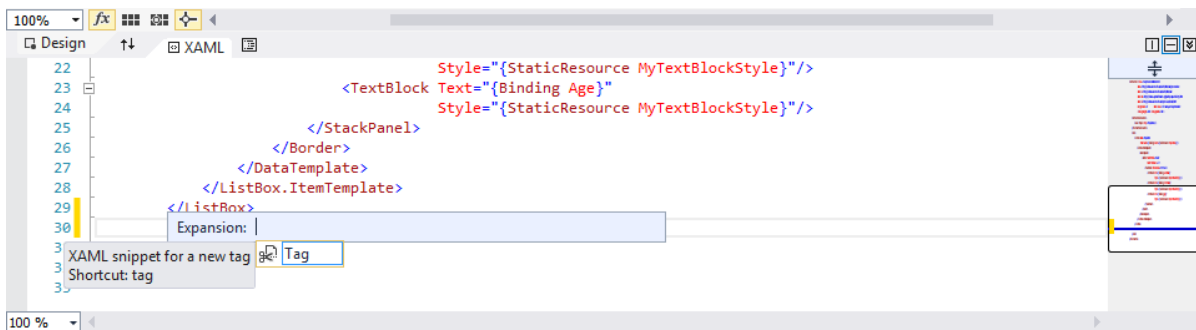 100%
fx
Design
XAML
22 Style="{StaticResource MyTextBlockStyle}"/>
23 <TextBlock Text="{Binding Age}"
24 Style="{StaticResource MyTextBlockStyle}"/>
25 </StackPanel>
26 </Border>
27 </DataTemplate>
28 </ListBox.ItemTemplate>
29 </ListBox>
30 Expansion:
XAML snippet for a new tag
Tag
Shortcut: tag
100 %